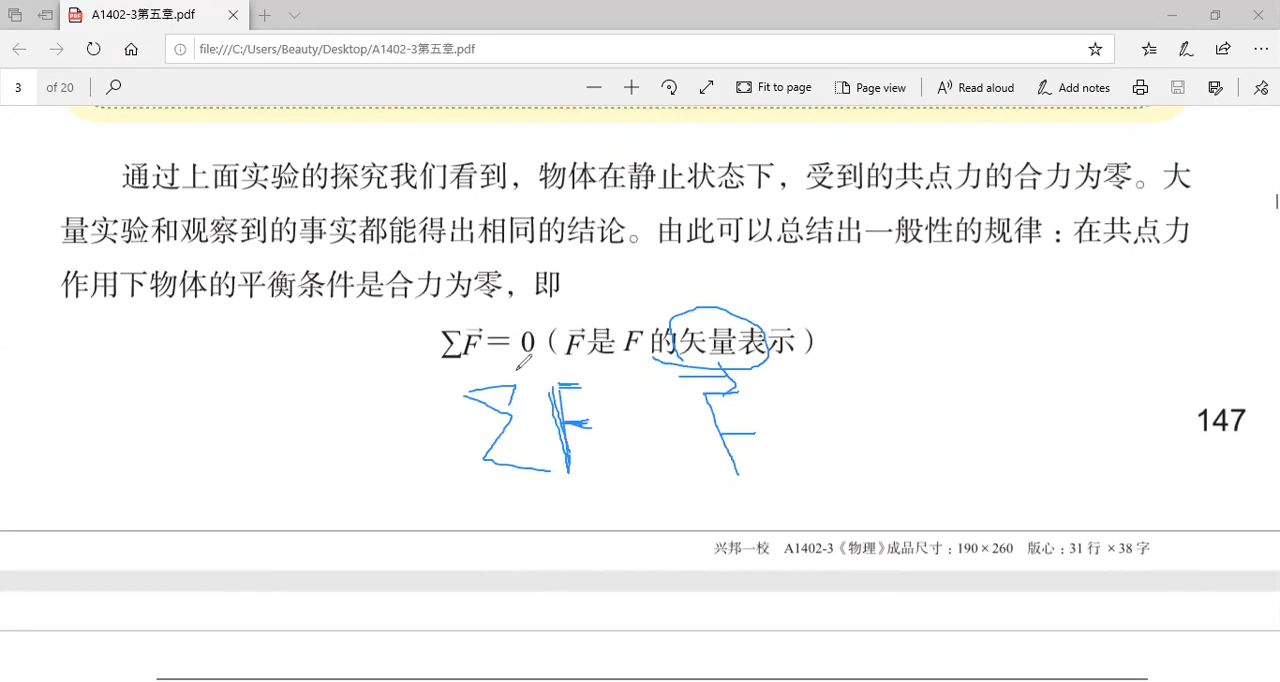 A1402-3第五章.pdf
file:///C:/Users/Beauty/Desktop/A1402-3第五章.pdf
3 of 20 Fit to page Page view Read aloud Add notes
通过上面实验的探究我们看到，物体在静止状态下，受到的共点力的合力为零。大
量实验和观察到的事实都能得出相同的结论。由此可以总结出一般性的规律：在共点力
作用下物体的平衡条件是合力为零，即
∑F⃗ = 0（F⃗是 F 的矢量表示）
∑F F⃗
147
兴邦一校 A1402-3《物理》成品尺寸：190×260 版心：31 行 ×38 字